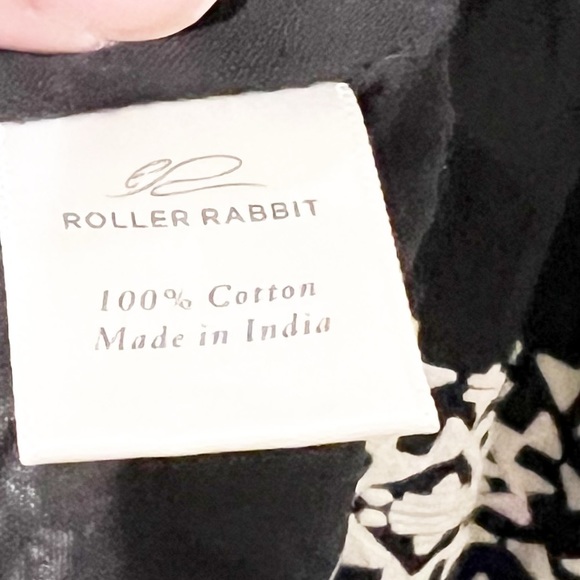 ROLLER RABBIT
100% Cotton
Made in India